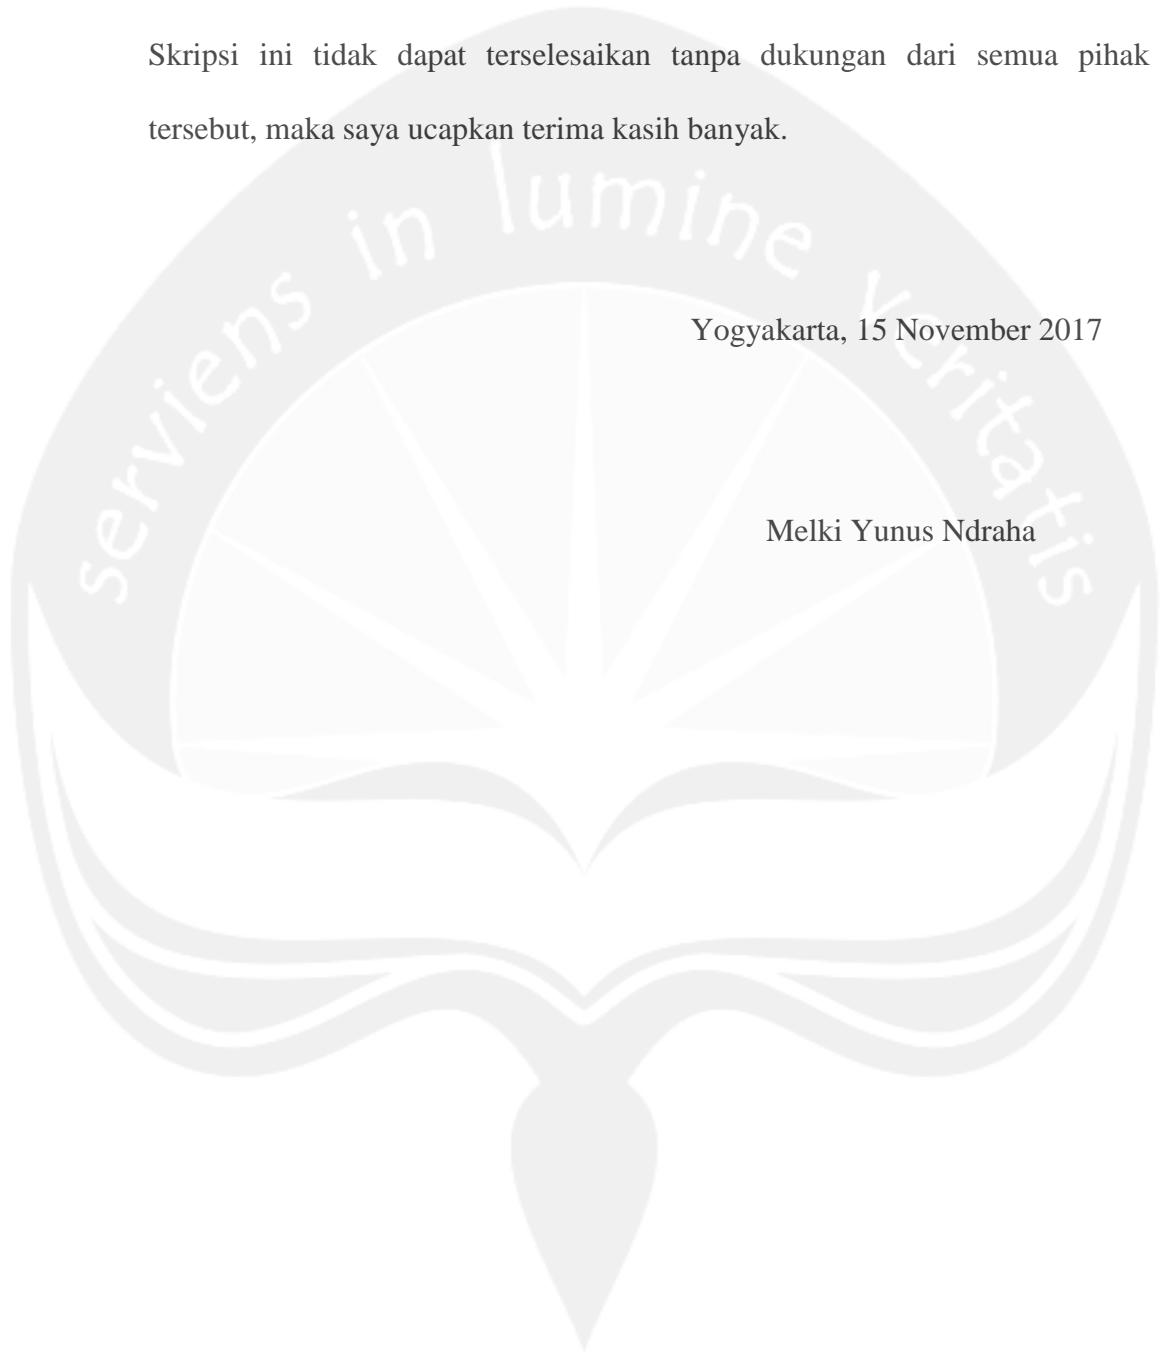 Skripsi ini tidak dapat terselesaikan tanpa dukungan dari semua pihak
tersebut, maka saya ucapkan terima kasih banyak.
serviens in lumine veritatis
Yogyakarta, 15 November 2017
Melki Yunus Ndraha